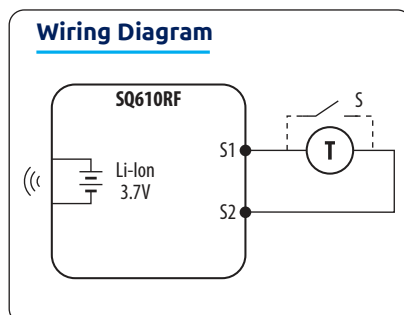 Wiring Diagram
SQ610RF
S
S1
T
Li-Ion
3.7V
S2